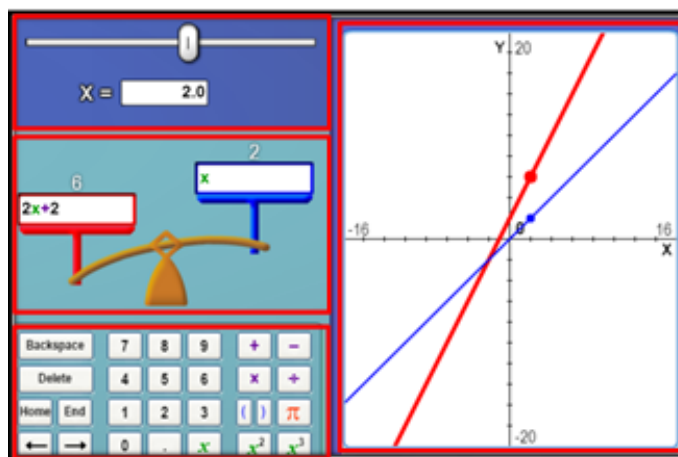 X = 2.0
2
x
6
2x+2
Backspace 7 8 9 + −
Delete 4 5 6 x ÷
Home End 1 2 3 ( ) π
← → 0 . x x² x³
Y 20
-16 0 16
X
-20